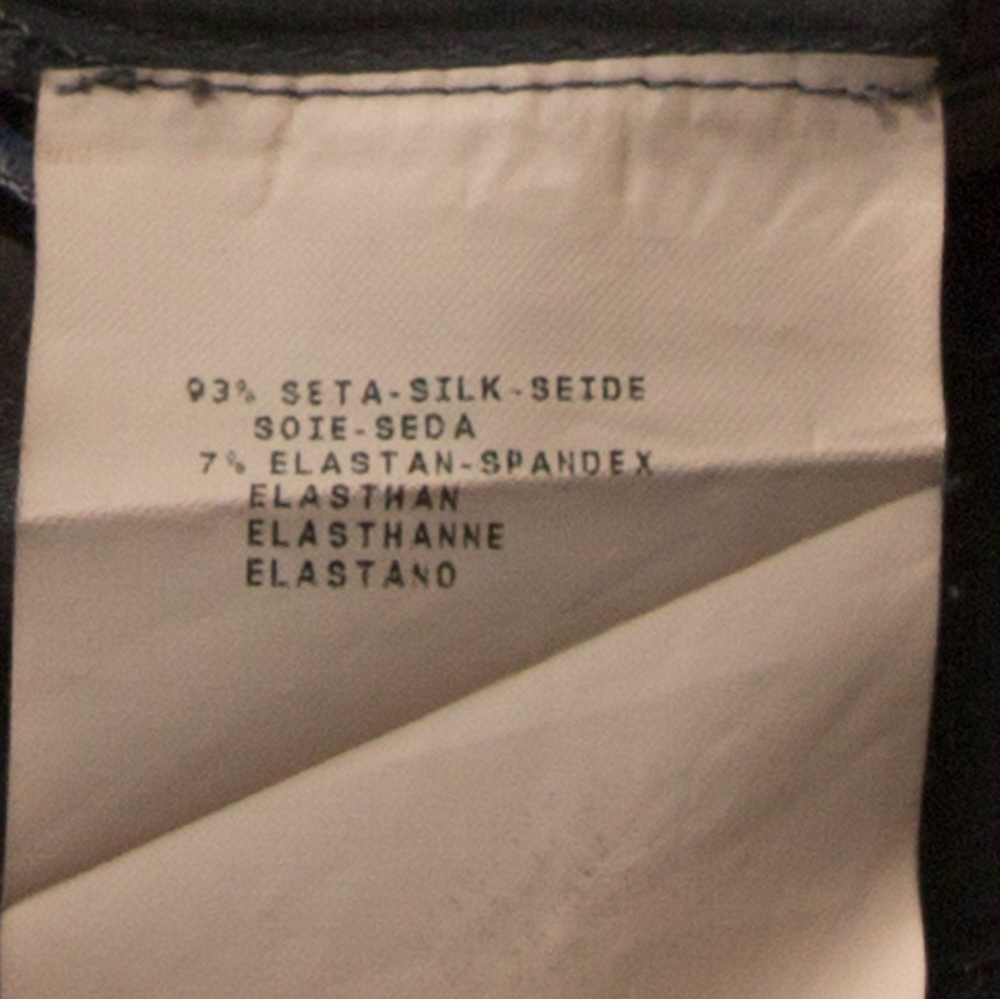 93% SETA-SILK-SEIDE
SOIE-SEDA
7% ELASTAN-SPANDEX
ELASTHAN
ELASTHANNE
ELASTANO